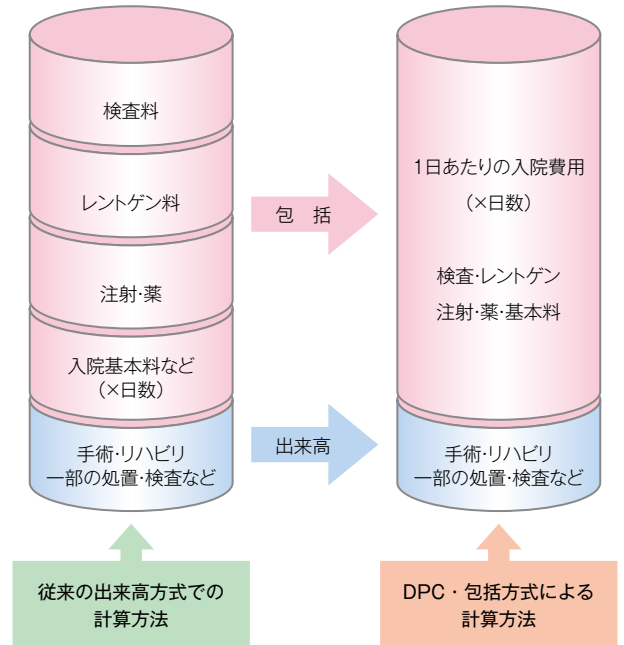 検査料
レントゲン料
注射・薬
入院基本料など
（×日数）
手術・リハビリ
一部の処置・検査など
包　括
出来高
1日あたりの入院費用
（×日数）
検査・レントゲン
注射・薬・基本料
手術・リハビリ
一部の処置・検査など
従来の出来高方式での
計算方法
DPC・包括方式による
計算方法